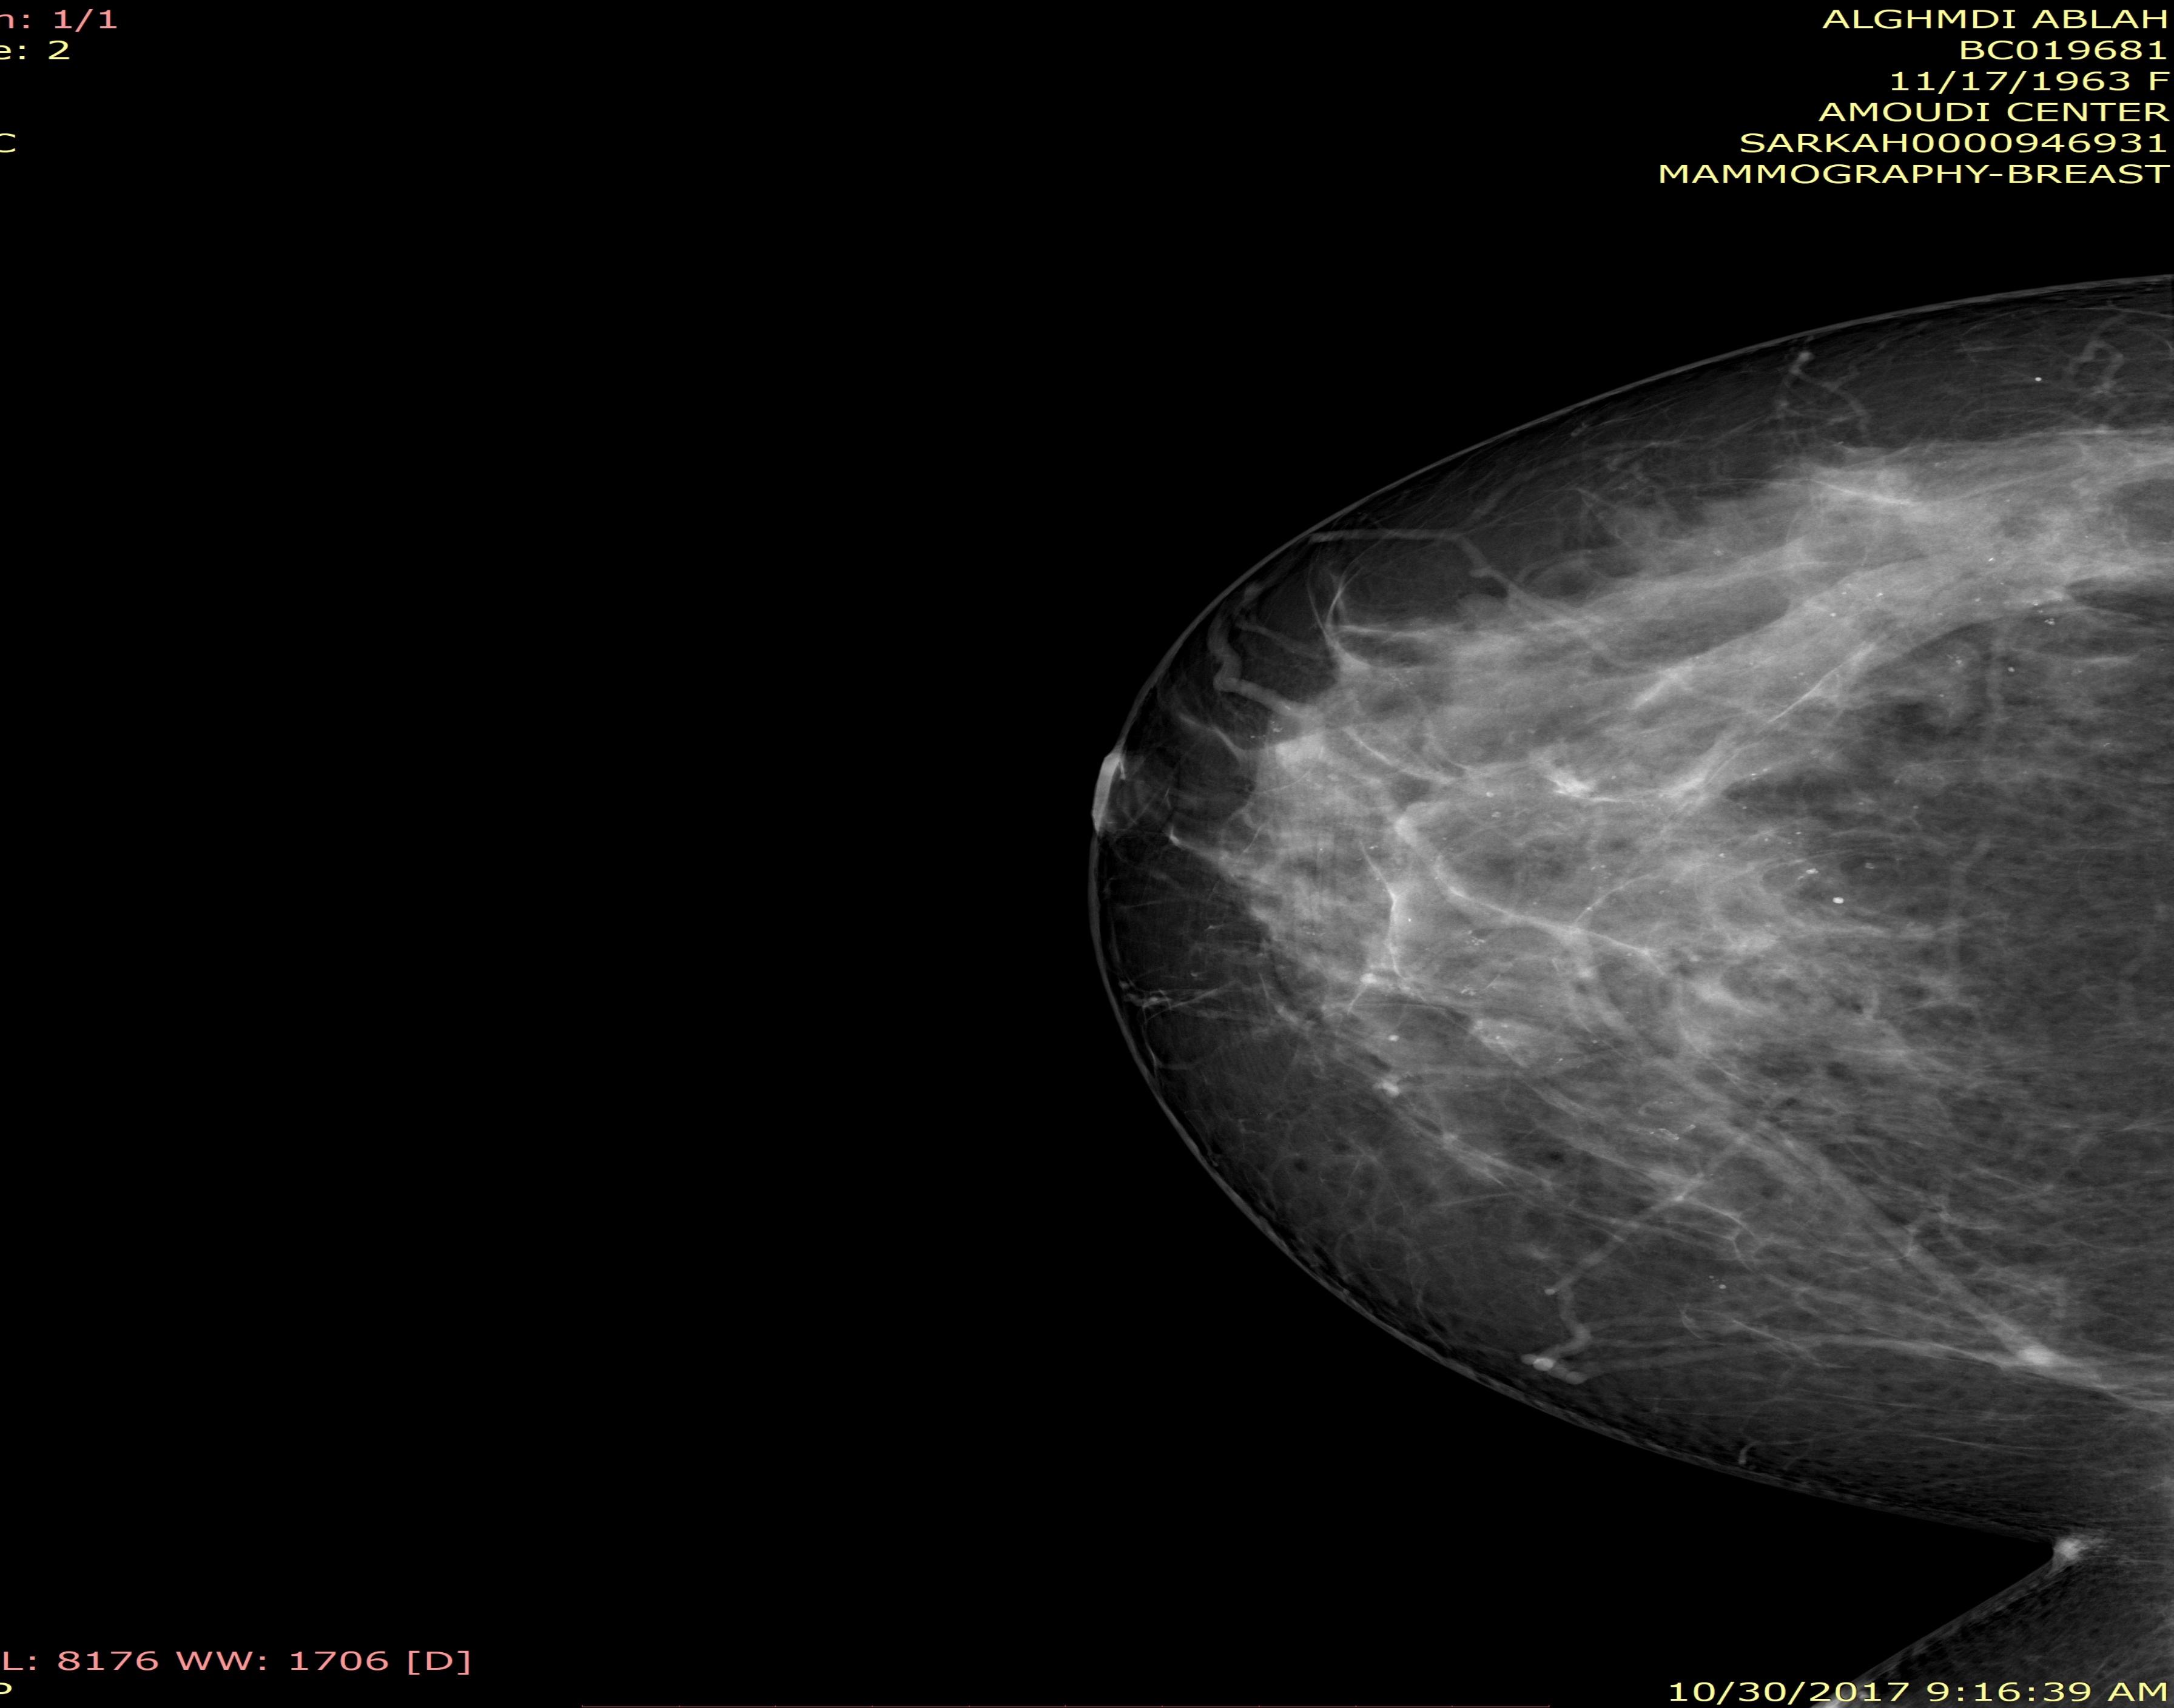 n: 1/1
e: 2
C
ALGHMDI ABLAH
BC019681
11/17/1963 F
AMOUDI CENTER
SARKAH0000946931
MAMMOGRAPHY-BREAST
L: 8176 WW: 1706 [D]
P
10/30/2017 9:16:39 AM